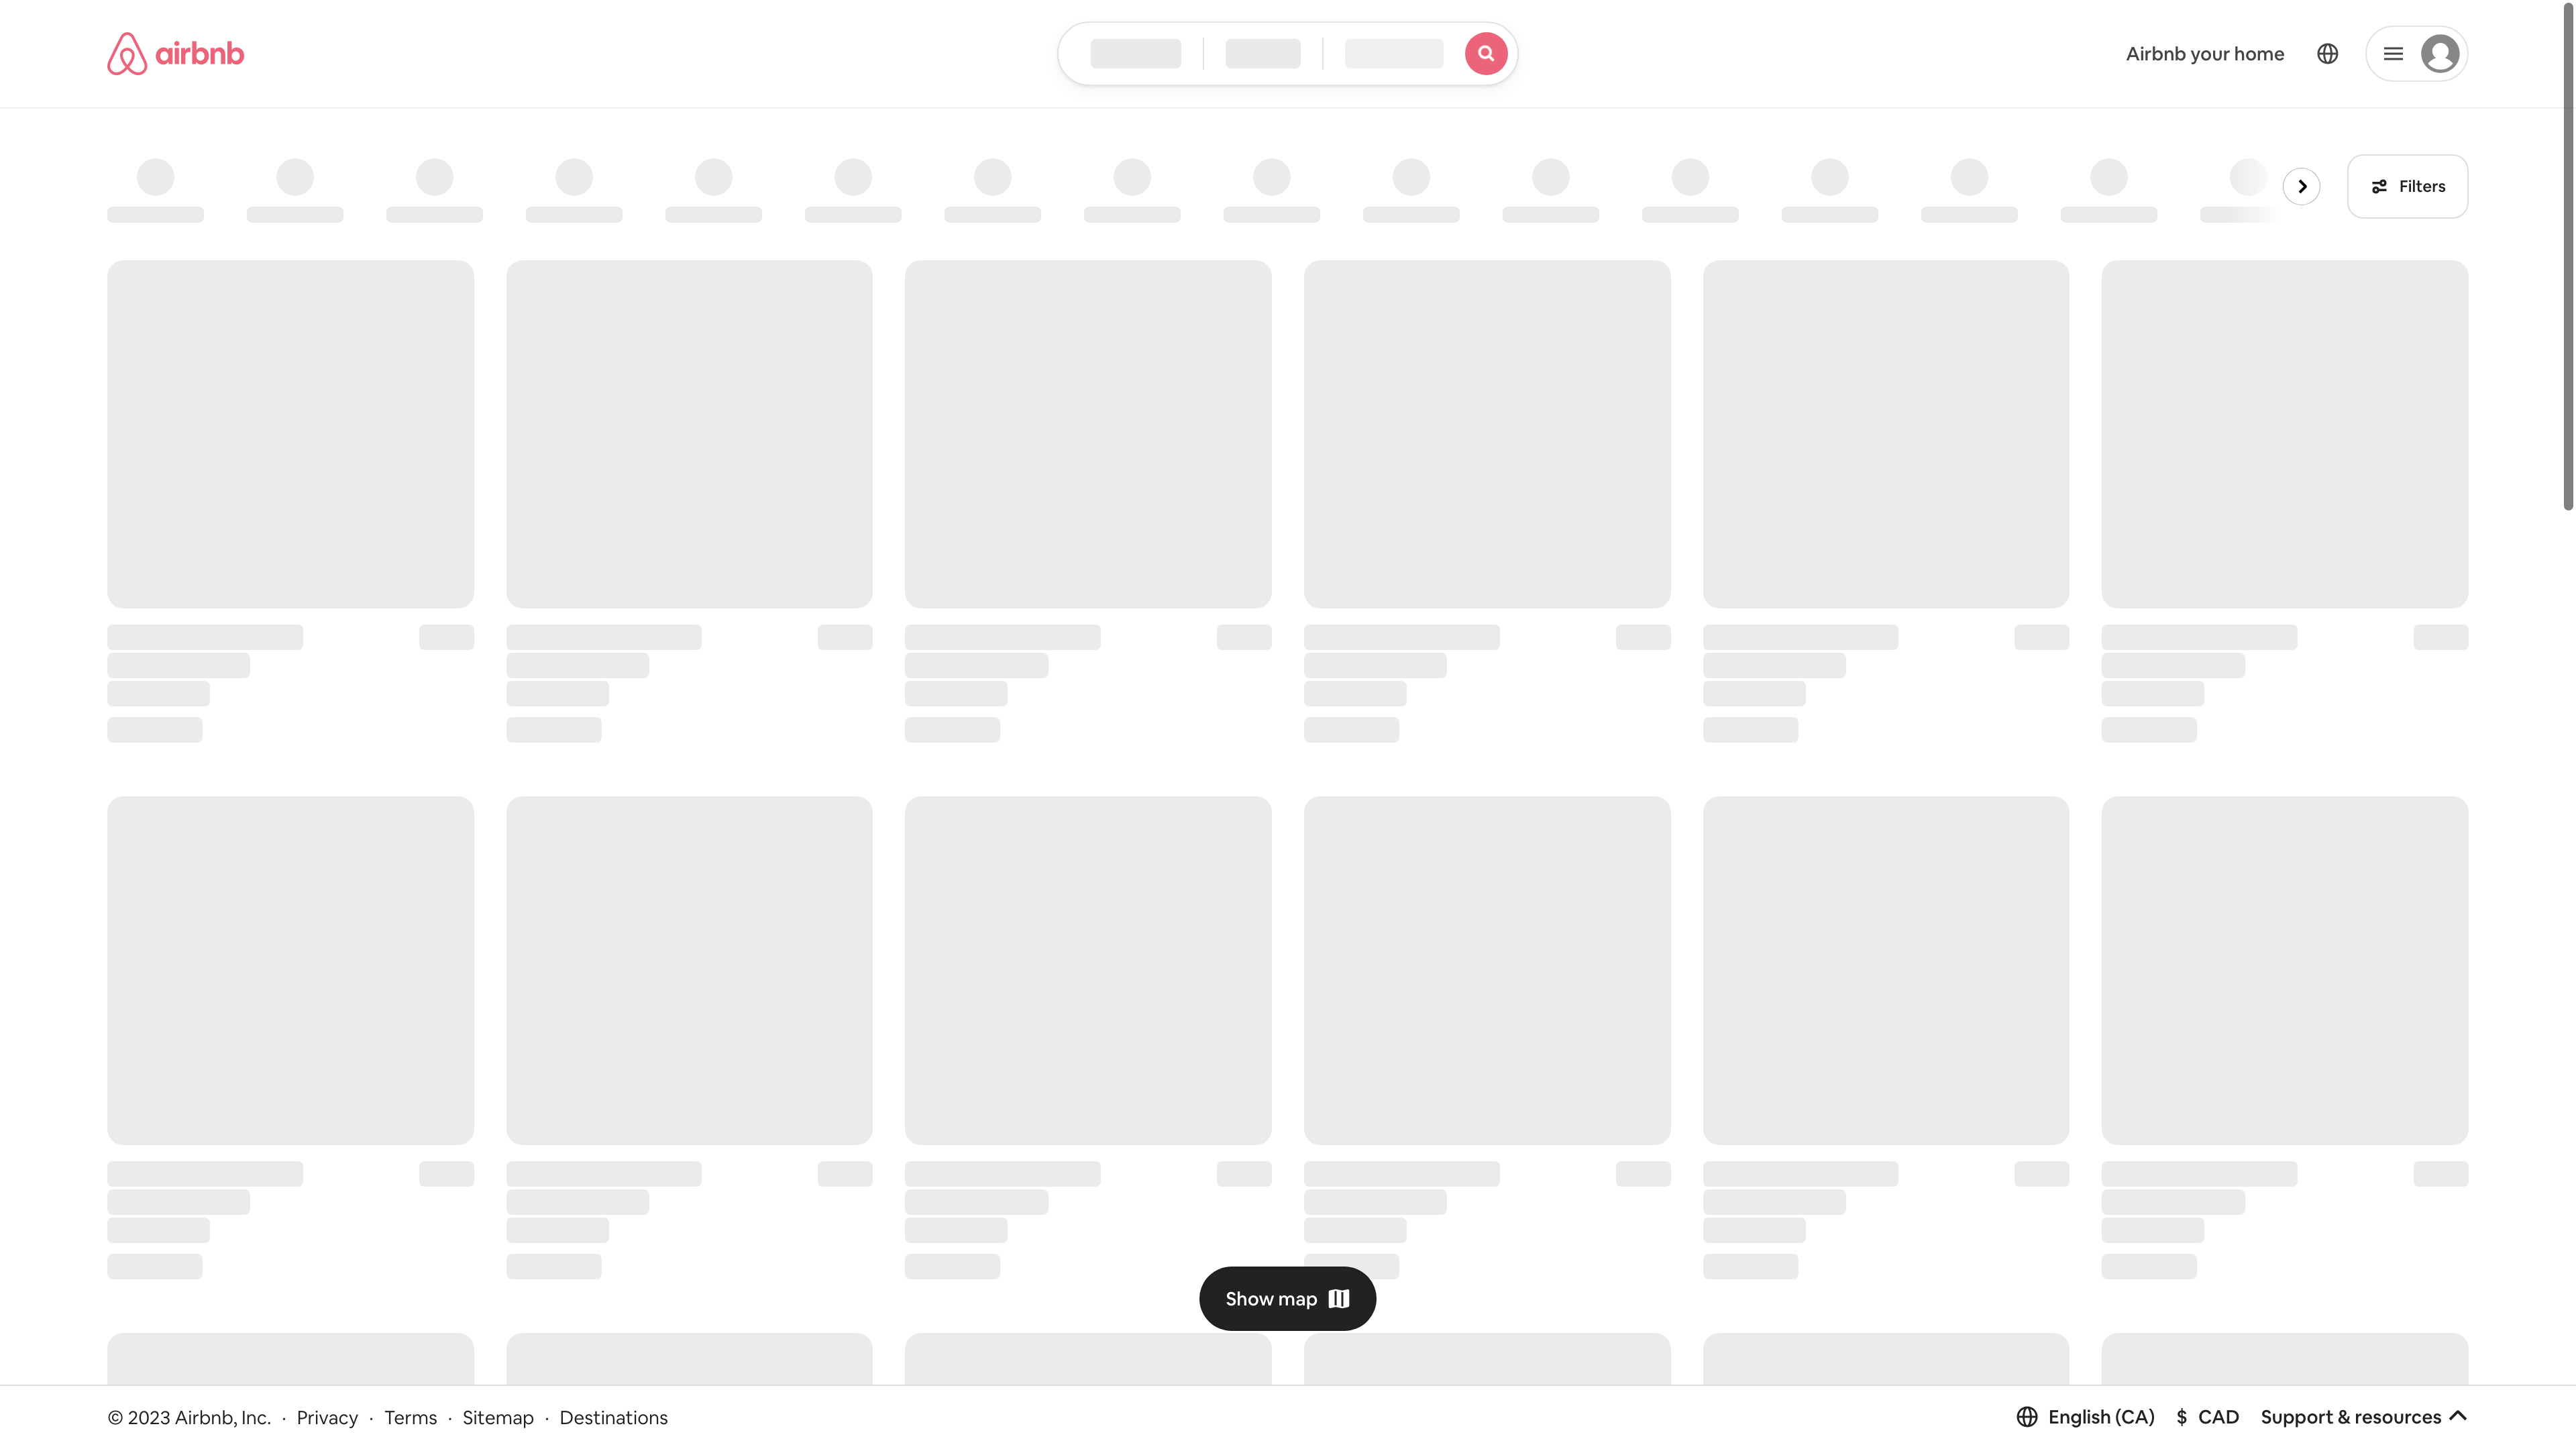 airbnb
Airbnb your home
Filters
Show map
© 2023 Airbnb, Inc. · Privacy · Terms · Sitemap · Destinations
English (CA) $ CAD Support & resources